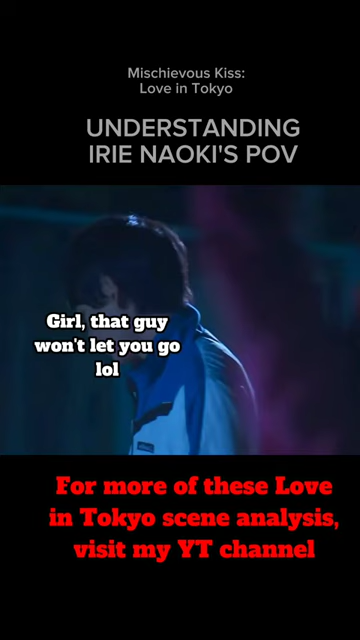 Mischievous Kiss:
Love in Tokyo
UNDERSTANDING
IRIE NAOKI'S POV
Girl, that guy
won't let you go
lol
For more of these Love
in Tokyo scene analysis,
visit my YT channel